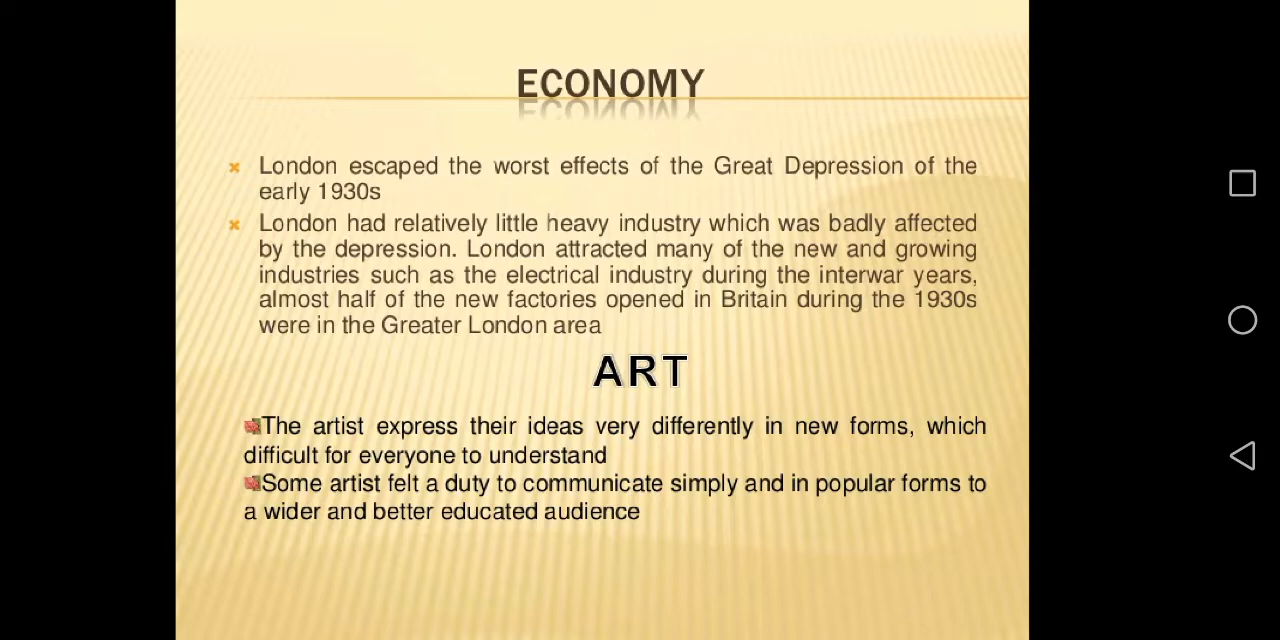 ECONOMY
London escaped the worst effects of the Great Depression of the
early 1930s
London had relatively little heavy industry which was badly affected
by the depression. London attracted many of the new and growing
industries such as the electrical industry during the interwar years,
almost half of the new factories opened in Britain during the 1930s
were in the Greater London area
ART
The artist express their ideas very differently in new forms, which
difficult for everyone to understand
Some artist felt a duty to communicate simply and in popular forms to
a wider and better educated audience